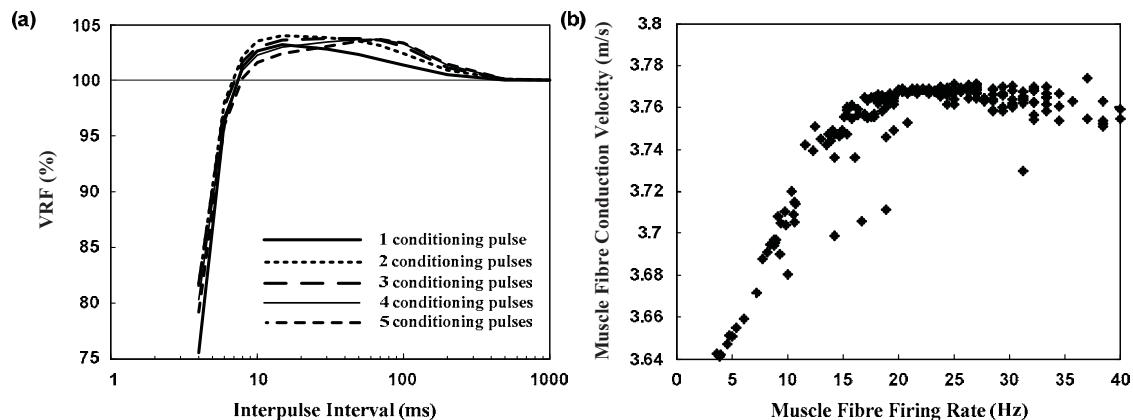 (a)
105
100
95
90
85
80
75
VRF (%)
1 conditioning pulse
2 conditioning pulses
3 conditioning pulses
4 conditioning pulses
5 conditioning pulses
1 10 100 1000
Interpulse Interval (ms)
(b)
3.8
3.78
3.76
3.74
3.72
3.7
3.68
3.66
3.64
Muscle Fibre Conduction Velocity (m/s)
0 5 10 15 20 25 30 35 40
Muscle Fibre Firing Rate (Hz)